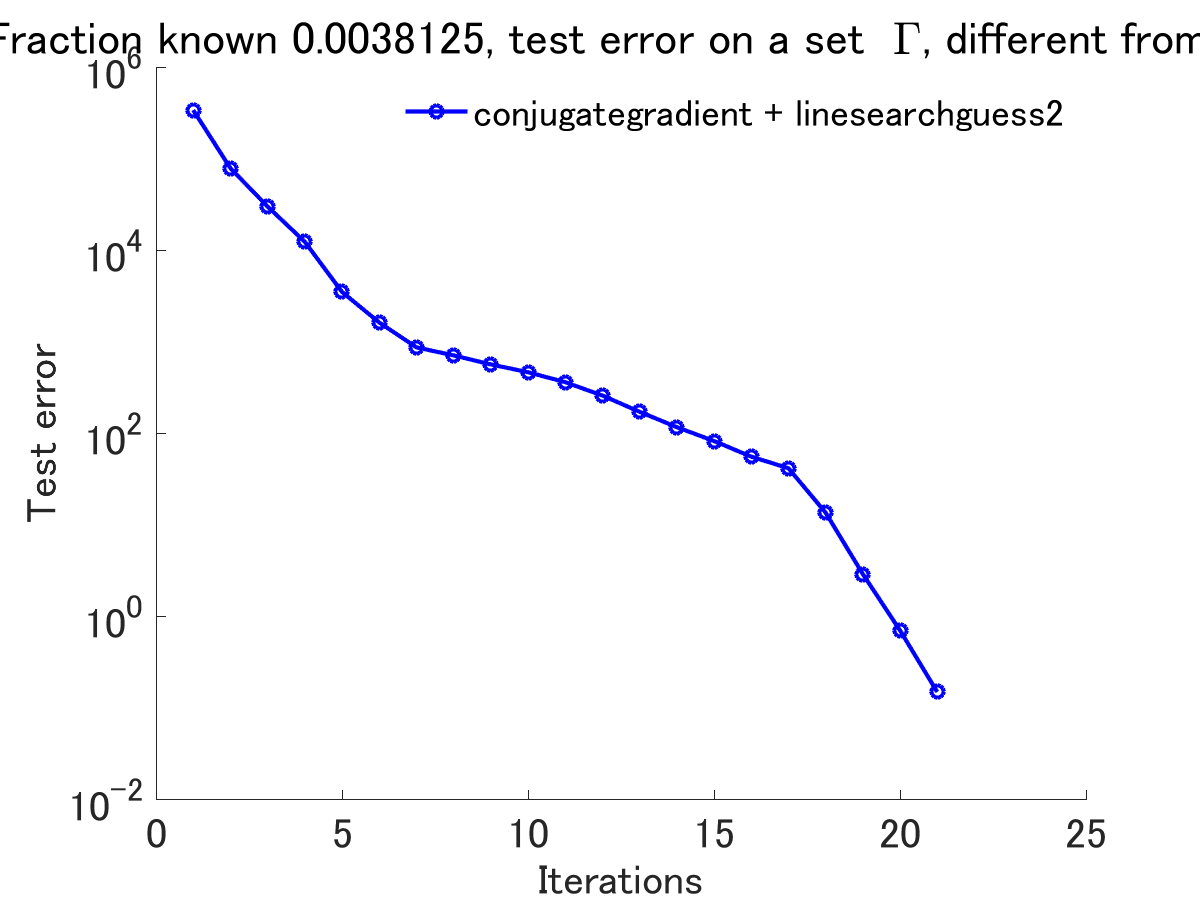 Fraction known 0.0038125, test error on a set Γ, different from
conjugategradient + linesearchguess2
Test error
10^6
10^4
10^2
10^0
10^-2
0 5 10 15 20 25
Iterations